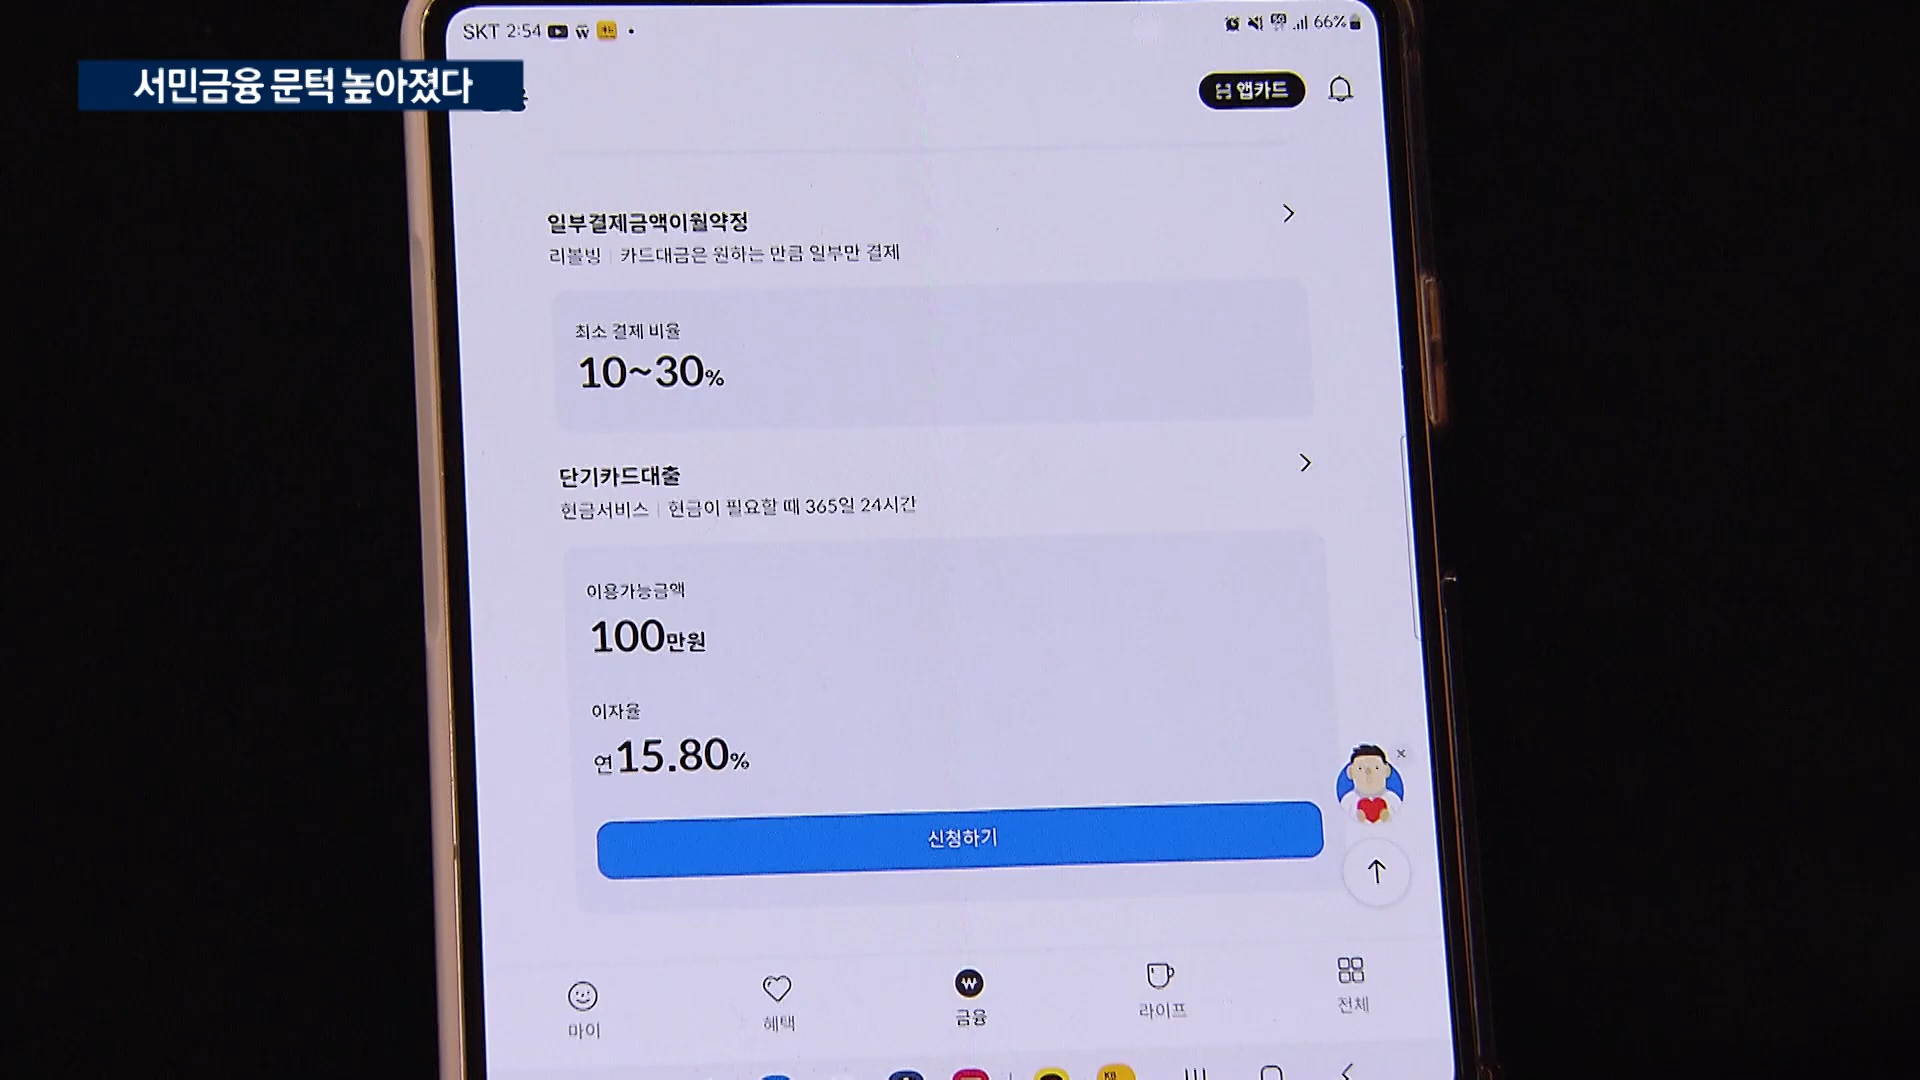 SKT 2:54
66%
서민금융 문턱 높아졌다
앱카드
일부결제금액이월약정
리볼빙 | 카드대금은 원하는 만큼 일부만 결제
최소 결제 비율
10~30%
단기카드대출
현금서비스 | 현금이 필요할 때 365일 24시간
이용가능금액
100만원
이자율
연 15.80%
신청하기
마이
혜택
금융
라이프
전체